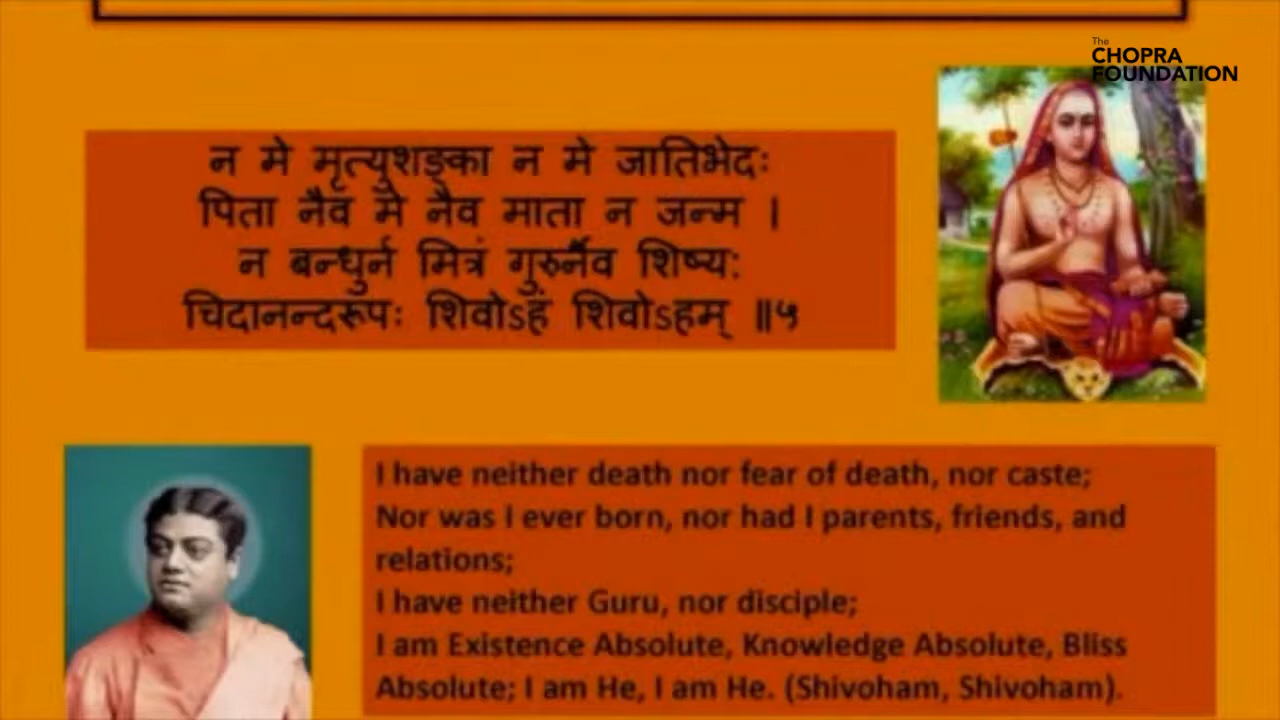 The
CHOPRA
FOUNDATION
न मे मृत्युशङ्का न मे जातिभेदः
पिता नैव मे नैव माता न जन्म ।
न बन्धुर्न मित्रं गुरुर्नैव शिष्य:
चिदानन्दरूपः शिवोऽहं शिवोऽहम् ॥५
I have neither death nor fear of death, nor caste;
Nor was I ever born, nor had I parents, friends, and
relations;
I have neither Guru, nor disciple;
I am Existence Absolute, Knowledge Absolute, Bliss
Absolute; I am He, I am He. (Shivoham, Shivoham).